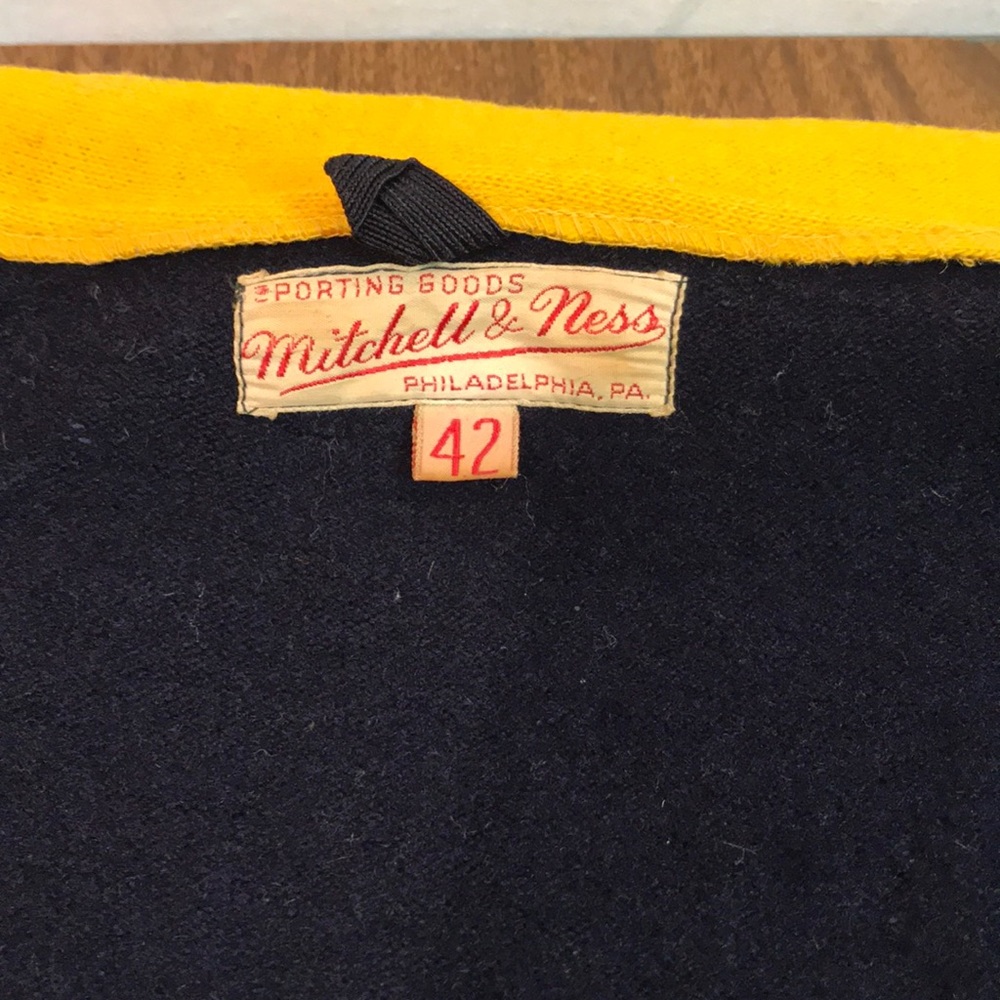 SPORTING GOODS
Mitchell & Ness
PHILADELPHIA, PA.
42